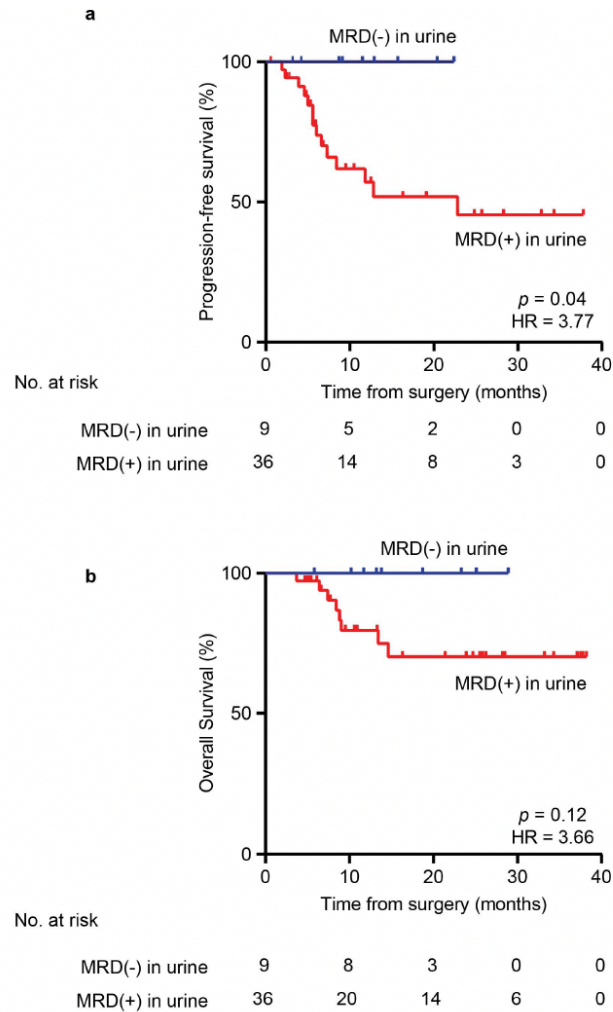 a
MRD(-) in urine
100
50
0
Progression-free survival (%)
MRD(+) in urine
p = 0.04
HR = 3.77
0 10 20 30 40
Time from surgery (months)
No. at risk
MRD(-) in urine 9 5 2 0 0
MRD(+) in urine 36 14 8 3 0
b
MRD(-) in urine
100
50
0
Overall Survival (%)
MRD(+) in urine
p = 0.12
HR = 3.66
0 10 20 30 40
Time from surgery (months)
No. at risk
MRD(-) in urine 9 8 3 0 0
MRD(+) in urine 36 20 14 6 0